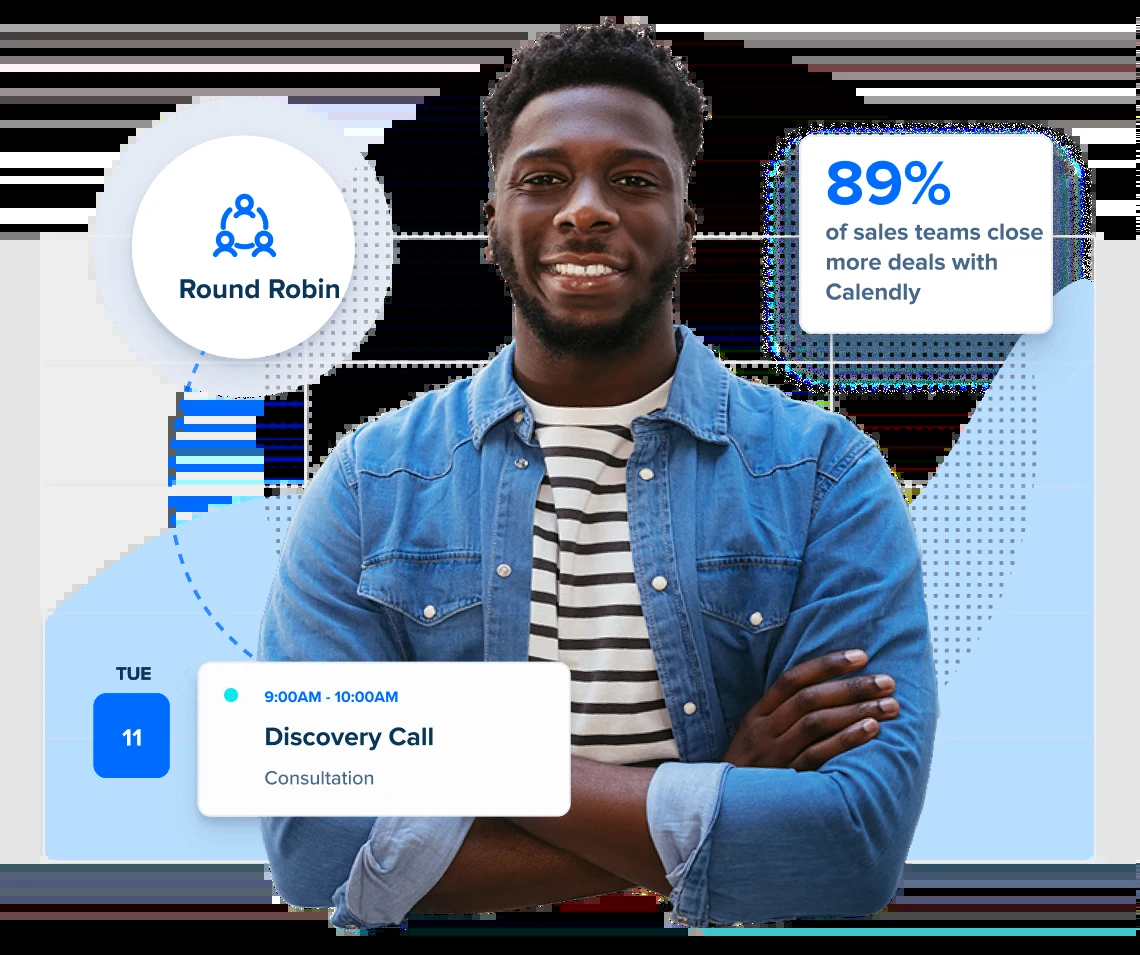 Round Robin
89%
of sales teams close
more deals with
Calendly
TUE
11
9:00AM - 10:00AM
Discovery Call
Consultation